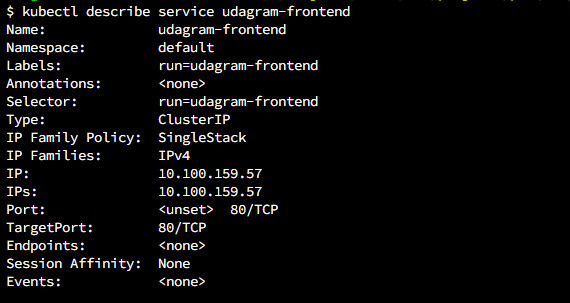 $ kubectl describe service udagram-frontend
Name:              udagram-frontend
Namespace:         default
Labels:            run=udagram-frontend
Annotations:       <none>
Selector:          run=udagram-frontend
Type:              ClusterIP
IP Family Policy:  SingleStack
IP Families:       IPv4
IP:                10.100.159.57
IPs:               10.100.159.57
Port:              <unset>  80/TCP
TargetPort:        80/TCP
Endpoints:         <none>
Session Affinity:  None
Events:            <none>